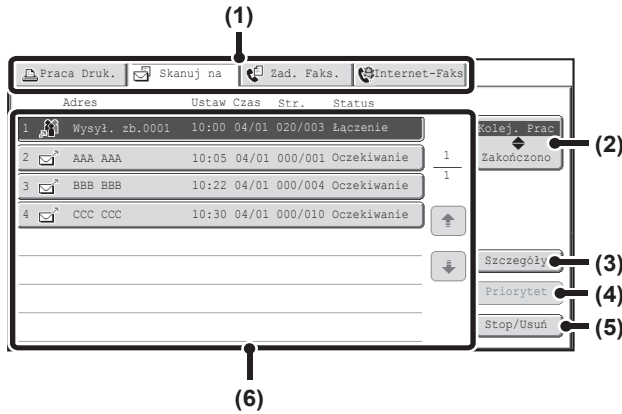 (1)
Praca Druk. Skanuj na Zad. Faks. Internet-Faks
Adres Ustaw Czas Str. Status
1 Wysył. zb.0001 10:00 04/01 020/003 Łączenie
2 AAA AAA 10:05 04/01 000/001 Oczekiwanie
3 BBB BBB 10:22 04/01 000/004 Oczekiwanie
4 CCC CCC 10:30 04/01 000/010 Oczekiwanie
1
1
Kolej. Prac
Zakończono
(2)
Szczegóły
(3)
Priorytet
(4)
Stop/Usuń
(5)
(6)